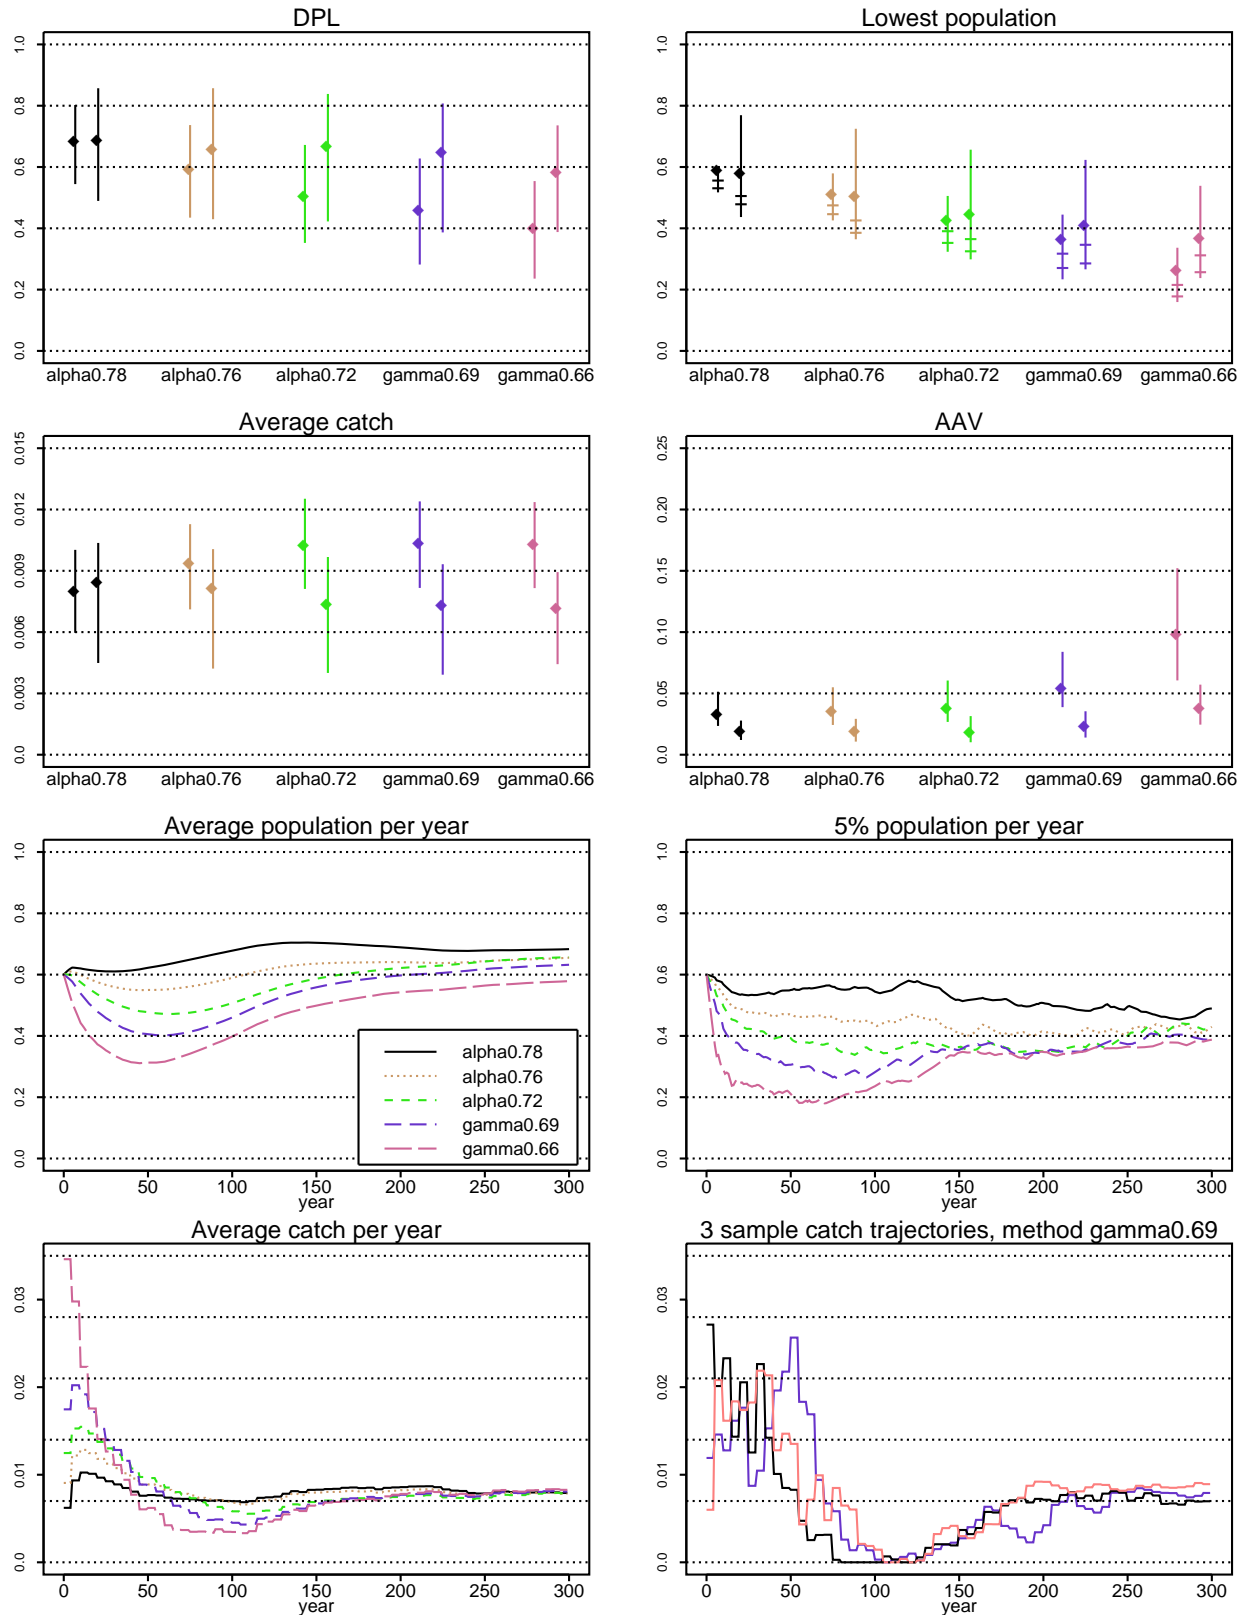 DPL
1.0
0.8
0.6
0.4
0.2
0.0
alpha0.78 alpha0.76 alpha0.72 gamma0.69 gamma0.66
Lowest population
1.0
0.8
0.6
0.4
0.2
0.0
alpha0.78 alpha0.76 alpha0.72 gamma0.69 gamma0.66
Average catch
0.015
0.012
0.009
0.006
0.003
0.0
alpha0.78 alpha0.76 alpha0.72 gamma0.69 gamma0.66
AAV
0.25
0.20
0.15
0.10
0.05
0.0
alpha0.78 alpha0.76 alpha0.72 gamma0.69 gamma0.66
Average population per year
1.0
0.8
0.6
0.4
0.2
0.0
alpha0.78
alpha0.76
alpha0.72
gamma0.69
gamma0.66
0 50 100 150 200 250 300
year
5% population per year
1.0
0.8
0.6
0.4
0.2
0.0
0 50 100 150 200 250 300
year
Average catch per year
0.03
0.02
0.01
0.0
0 50 100 150 200 250 300
year
3 sample catch trajectories, method gamma0.69
0.03
0.02
0.01
0.0
0 50 100 150 200 250 300
year